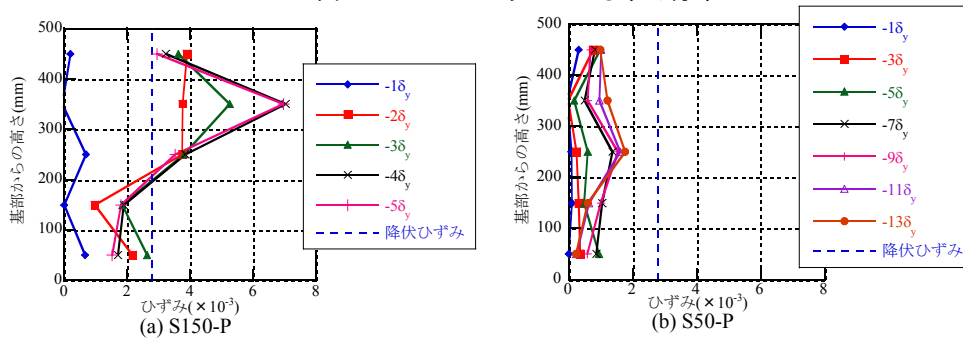 500
400
300
200
100
0
基部からの高さ(mm)
0 2 4 6 8
ひずみ(×10⁻³)
(a) S150-P
-1δy
-2δy
-3δy
-4δy
-5δy
降伏ひずみ
500
400
300
200
100
0
基部からの高さ(mm)
0 2 4 6 8
ひずみ(×10⁻³)
(b) S50-P
-1δy
-3δy
-5δy
-7δy
-9δy
-11δy
-13δy
降伏ひずみ